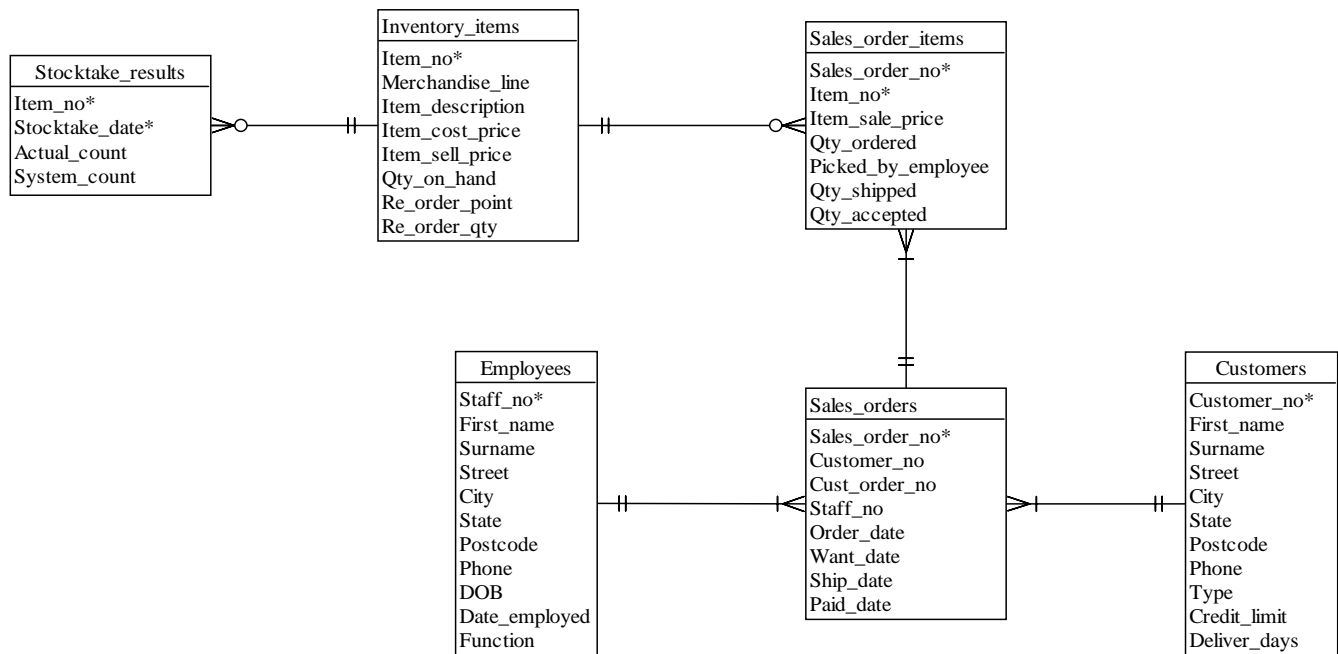 Stocktake_results
Item_no*
Stocktake_date*
Actual_count
System_count
Inventory_items
Item_no*
Merchandise_line
Item_description
Item_cost_price
Item_sell_price
Qty_on_hand
Re_order_point
Re_order_qty
Sales_order_items
Sales_order_no*
Item_no*
Item_sale_price
Qty_ordered
Picked_by_employee
Qty_shipped
Qty_accepted
Employees
Staff_no*
First_name
Surname
Street
City
State
Postcode
Phone
DOB
Date_employed
Function
Sales_orders
Sales_order_no*
Customer_no
Cust_order_no
Staff_no
Order_date
Want_date
Ship_date
Paid_date
Customers
Customer_no*
First_name
Surname
Street
City
State
Postcode
Phone
Type
Credit_limit
Deliver_days